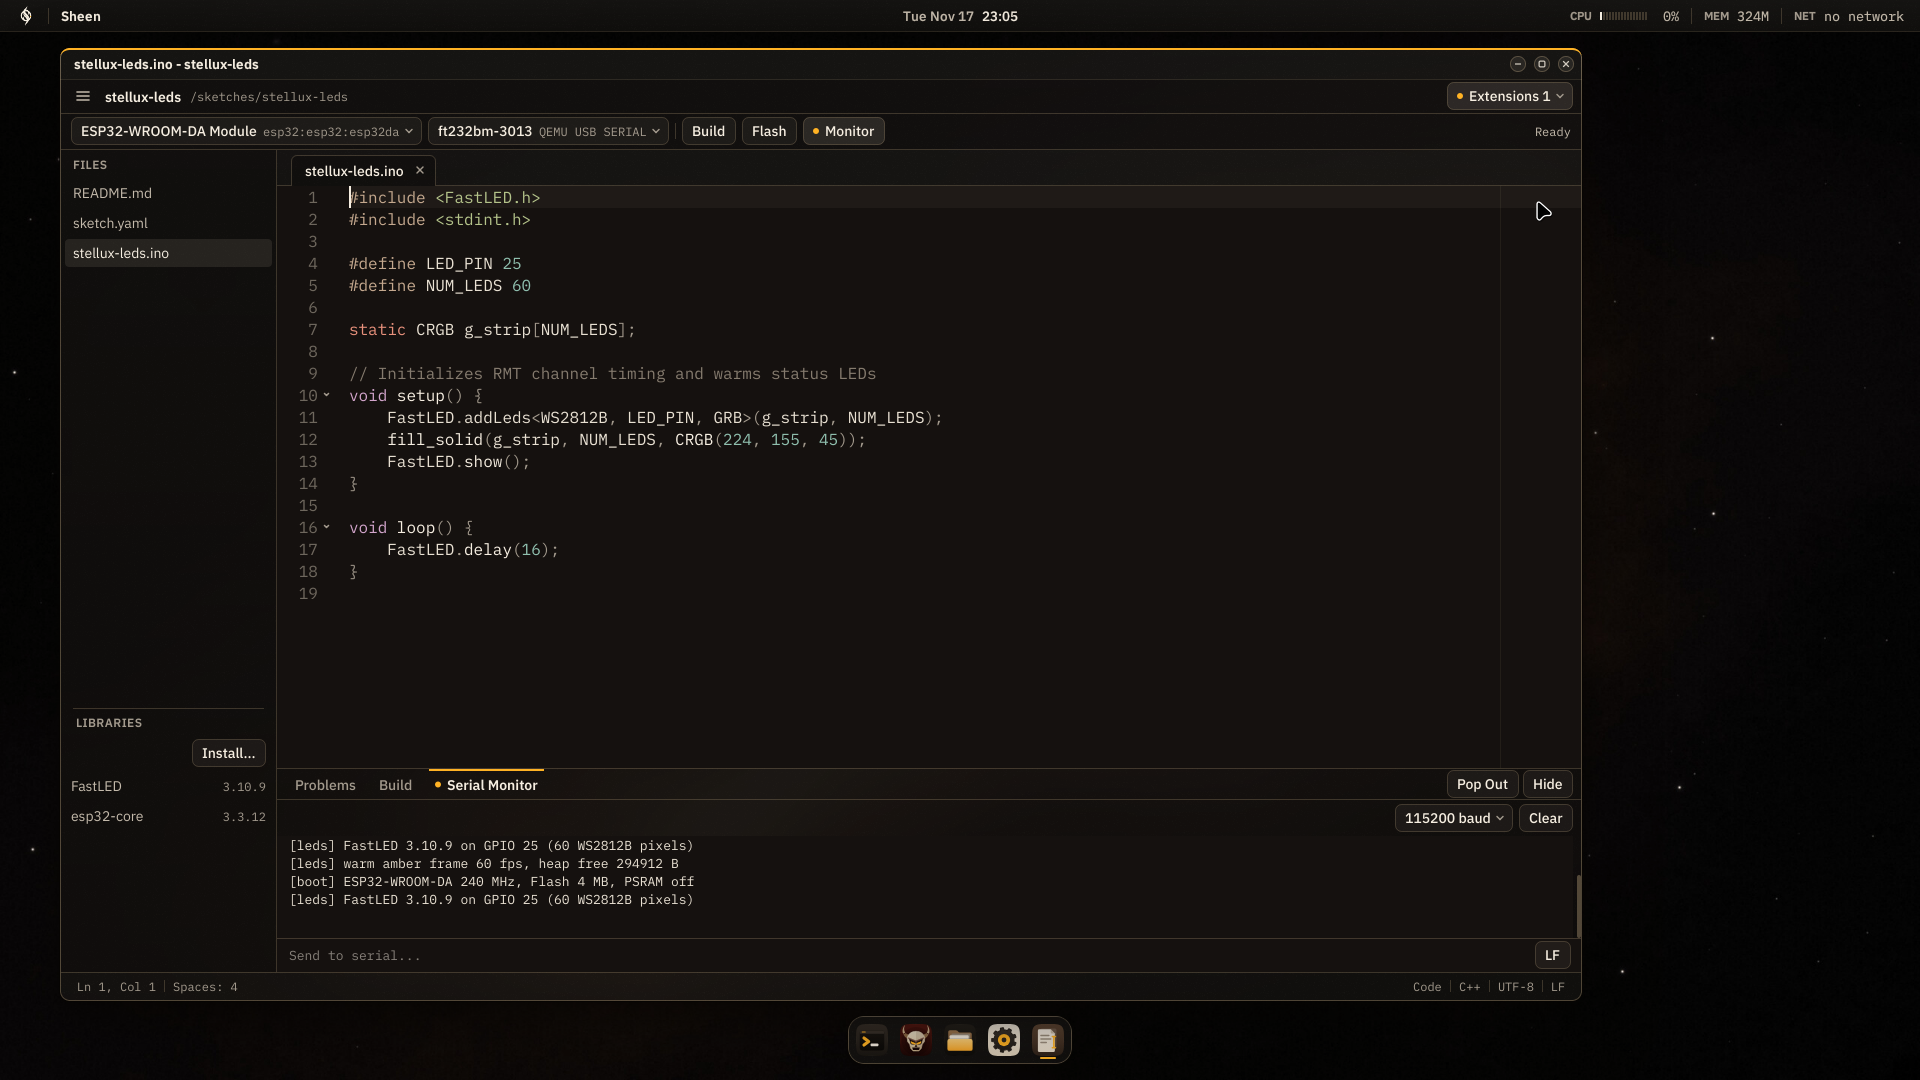 Sheen
Tue Nov 17 23:05
CPU 0% MEM 324M NET no network
stellux-leds.ino - stellux-leds
stellux-leds /sketches/stellux-leds
Extensions 1
ESP32-WROOM-DA Module esp32:esp32:esp32da
ft232bm-3013 QEMU USB SERIAL
Build
Flash
Monitor
Ready
FILES
README.md
sketch.yaml
stellux-leds.ino
stellux-leds.ino
1 #include <FastLED.h>
2 #include <stdint.h>
3
4 #define LED_PIN 25
5 #define NUM_LEDS 60
6
7 static CRGB g_strip[NUM_LEDS];
8
9 // Initializes RMT channel timing and warms status LEDs
10 void setup() {
11     FastLED.addLeds<WS2812B, LED_PIN, GRB>(g_strip, NUM_LEDS);
12     fill_solid(g_strip, NUM_LEDS, CRGB(224, 155, 45));
13     FastLED.show();
14 }
15
16 void loop() {
17     FastLED.delay(16);
18 }
19
LIBRARIES
Install...
FastLED 3.10.9
esp32-core 3.3.12
Problems
Build
Serial Monitor
Pop Out
Hide
115200 baud
Clear
[leds] FastLED 3.10.9 on GPIO 25 (60 WS2812B pixels)
[leds] warm amber frame 60 fps, heap free 294912 B
[boot] ESP32-WROOM-DA 240 MHz, Flash 4 MB, PSRAM off
[leds] FastLED 3.10.9 on GPIO 25 (60 WS2812B pixels)
Send to serial...
LF
Ln 1, Col 1
Spaces: 4
Code
C++
UTF-8
LF